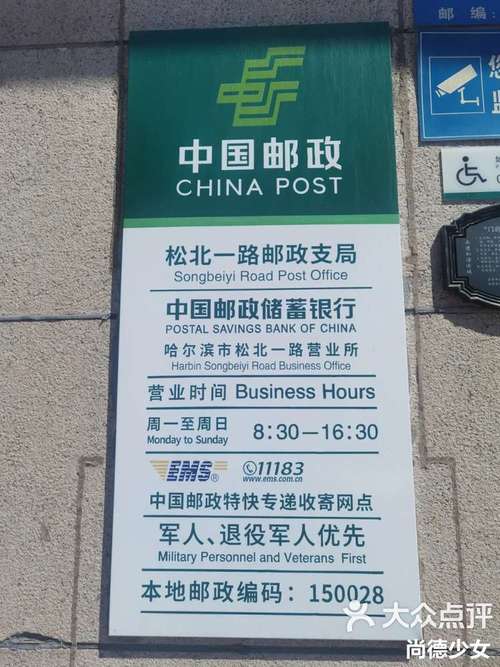 中国邮政
CHINA POST
松北一路邮政支局
Songbeiyi Road Post Office
中国邮政储蓄银行
POSTAL SAVINGS BANK OF CHINA
哈尔滨市松北一路营业所
Harbin Songbeiyi Road Business Office
营业时间 Business Hours
周一至周日 8:30—16:30
Monday to Sunday
EMS 11183
www.ems.com.cn
中国邮政特快专递收寄网点
军人、退役军人优先
Military Personnel and Veterans First
本地邮政编码：150028
邮 编:
您
监
大众点评
尚德少女